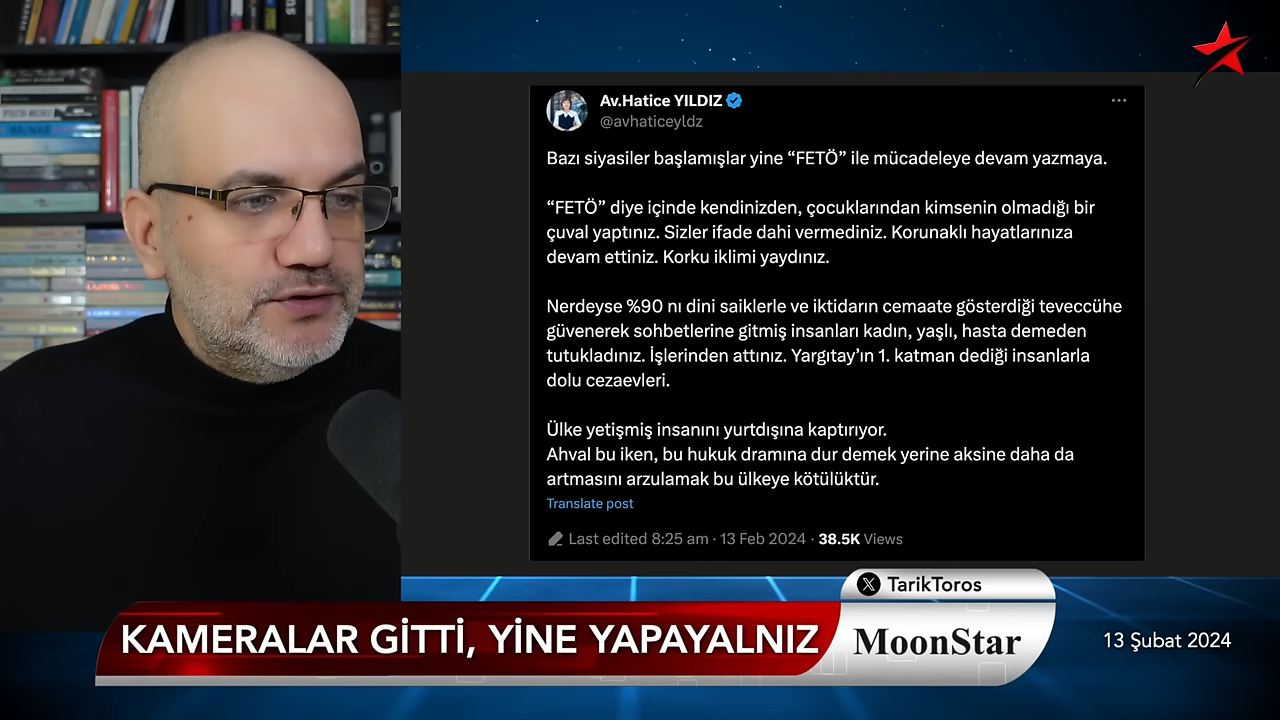 Av.Hatice YILDIZ
@avhaticeyldz
Bazı siyasiler başlamışlar yine “FETÖ” ile mücadeleye devam yazmaya.
“FETÖ” diye içinde kendinizden, çocuklarından kimsenin olmadığı bir
çuval yaptınız. Sizler ifade dahi vermediniz. Korunaklı hayatlarınıza
devam ettiniz. Korku iklimi yaydınız.
Nerdeyse %90 nı dini saiklerle ve iktidarın cemaate gösterdiği teveccühe
güvenerek sohbetlerine gitmiş insanları kadın, yaşlı, hasta demeden
tutukladınız. İşlerinden attınız. Yargıtay’ın 1. katman dediği insanlarla
dolu cezaevleri.
Ülke yetişmiş insanını yurtdışına kaptırıyor.
Ahval bu iken, bu hukuk dramına dur demek yerine aksine daha da
artmasını arzulamak bu ülkeye kötülüktür.
Translate post
Last edited 8:25 am · 13 Feb 2024 · 38.5K Views
TarikToros
KAMERALAR GİTTİ, YİNE YAPAYALNIZ
MoonStar
13 Şubat 2024